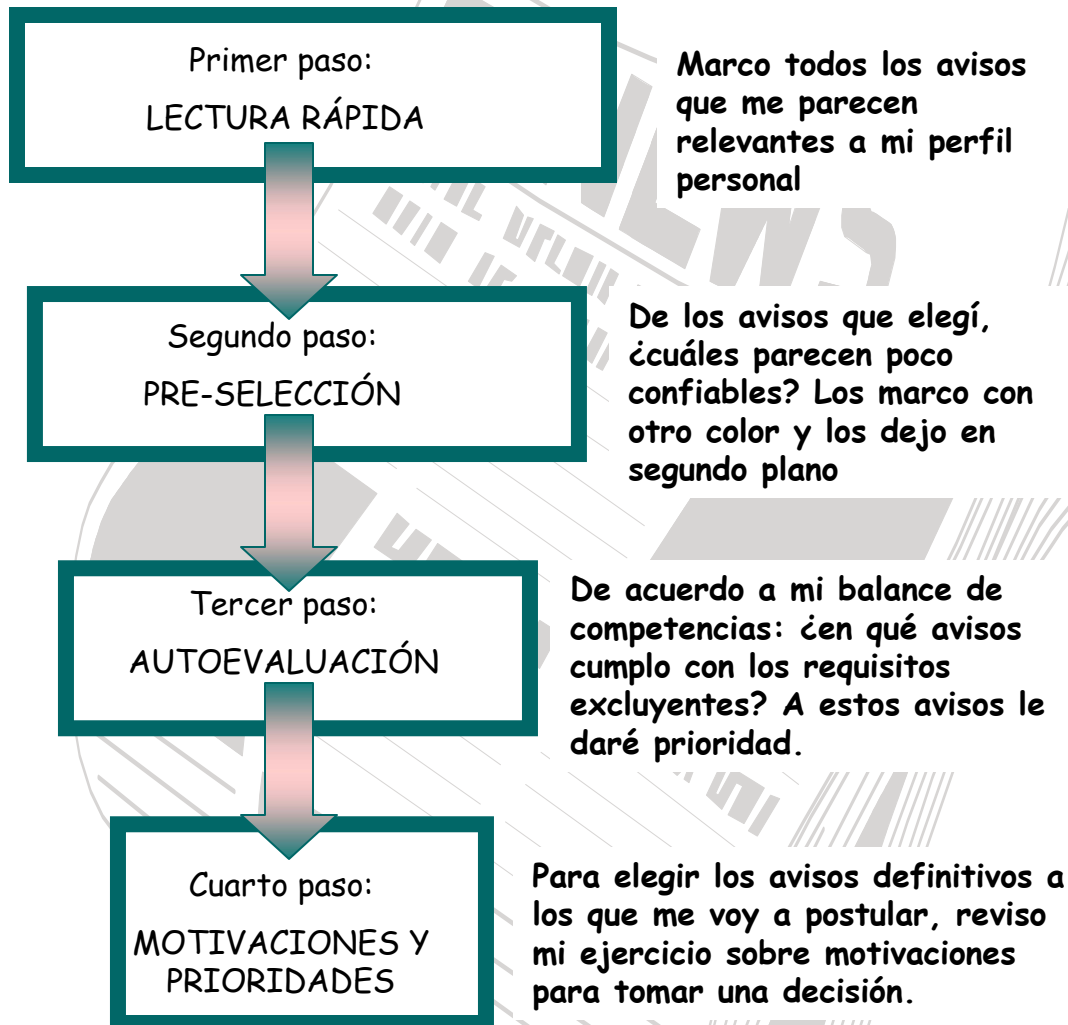 Primer paso:
LECTURA RÁPIDA
Marco todos los avisos
que me parecen
relevantes a mi perfil
personal
Segundo paso:
PRE-SELECCIÓN
De los avisos que elegí,
¿cuáles parecen poco
confiables? Los marco con
otro color y los dejo en
segundo plano
Tercer paso:
AUTOEVALUACIÓN
De acuerdo a mi balance de
competencias: ¿en qué avisos
cumplo con los requisitos
excluyentes? A estos avisos le
daré prioridad.
Cuarto paso:
MOTIVACIONES Y
PRIORIDADES
Para elegir los avisos definitivos a
los que me voy a postular, reviso
mi ejercicio sobre motivaciones
para tomar una decisión.